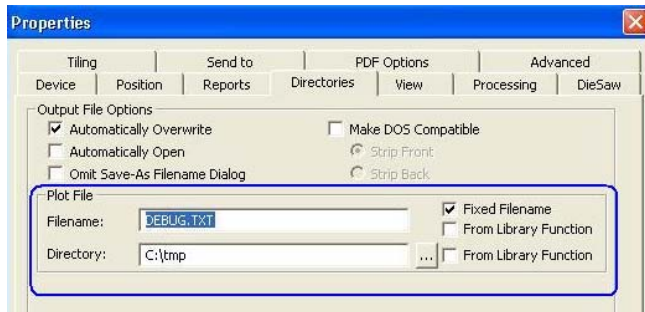 Properties
Tiling Send to PDF Options Advanced
Device Position Reports Directories View Processing DieSaw
Output File Options
Automatically Overwrite Make DOS Compatible
Automatically Open Strip Front
Omit Save-As Filename Dialog Strip Back
Plot File
Filename: DEBUG.TXT Fixed Filename
From Library Function
Directory: C:\tmp ... From Library Function